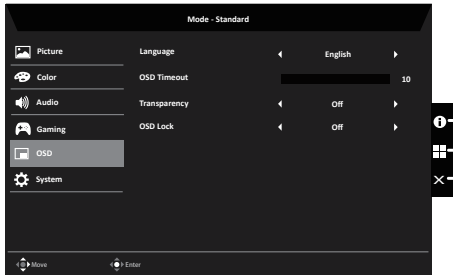 Mode - Standard
Picture
Language
English
Color
OSD Timeout
10
Audio
Transparency
Off
Gaming
OSD Lock
Off
OSD
System
Move
Enter